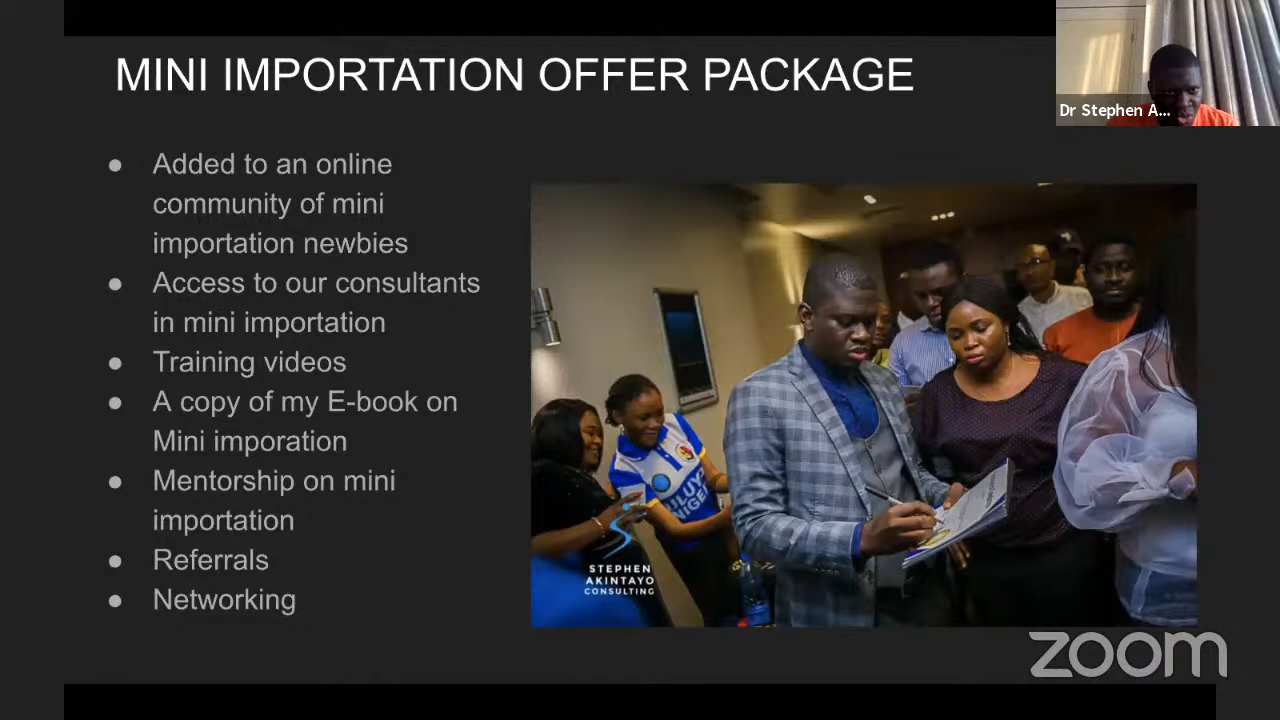 MINI IMPORTATION OFFER PACKAGE
Dr Stephen A...
● Added to an online
community of mini
importation newbies
● Access to our consultants
in mini importation
● Training videos
● A copy of my E-book on
Mini imporation
● Mentorship on mini
importation
● Referrals
● Networking
STEPHEN
AKINTAYO
CONSULTING
zoom